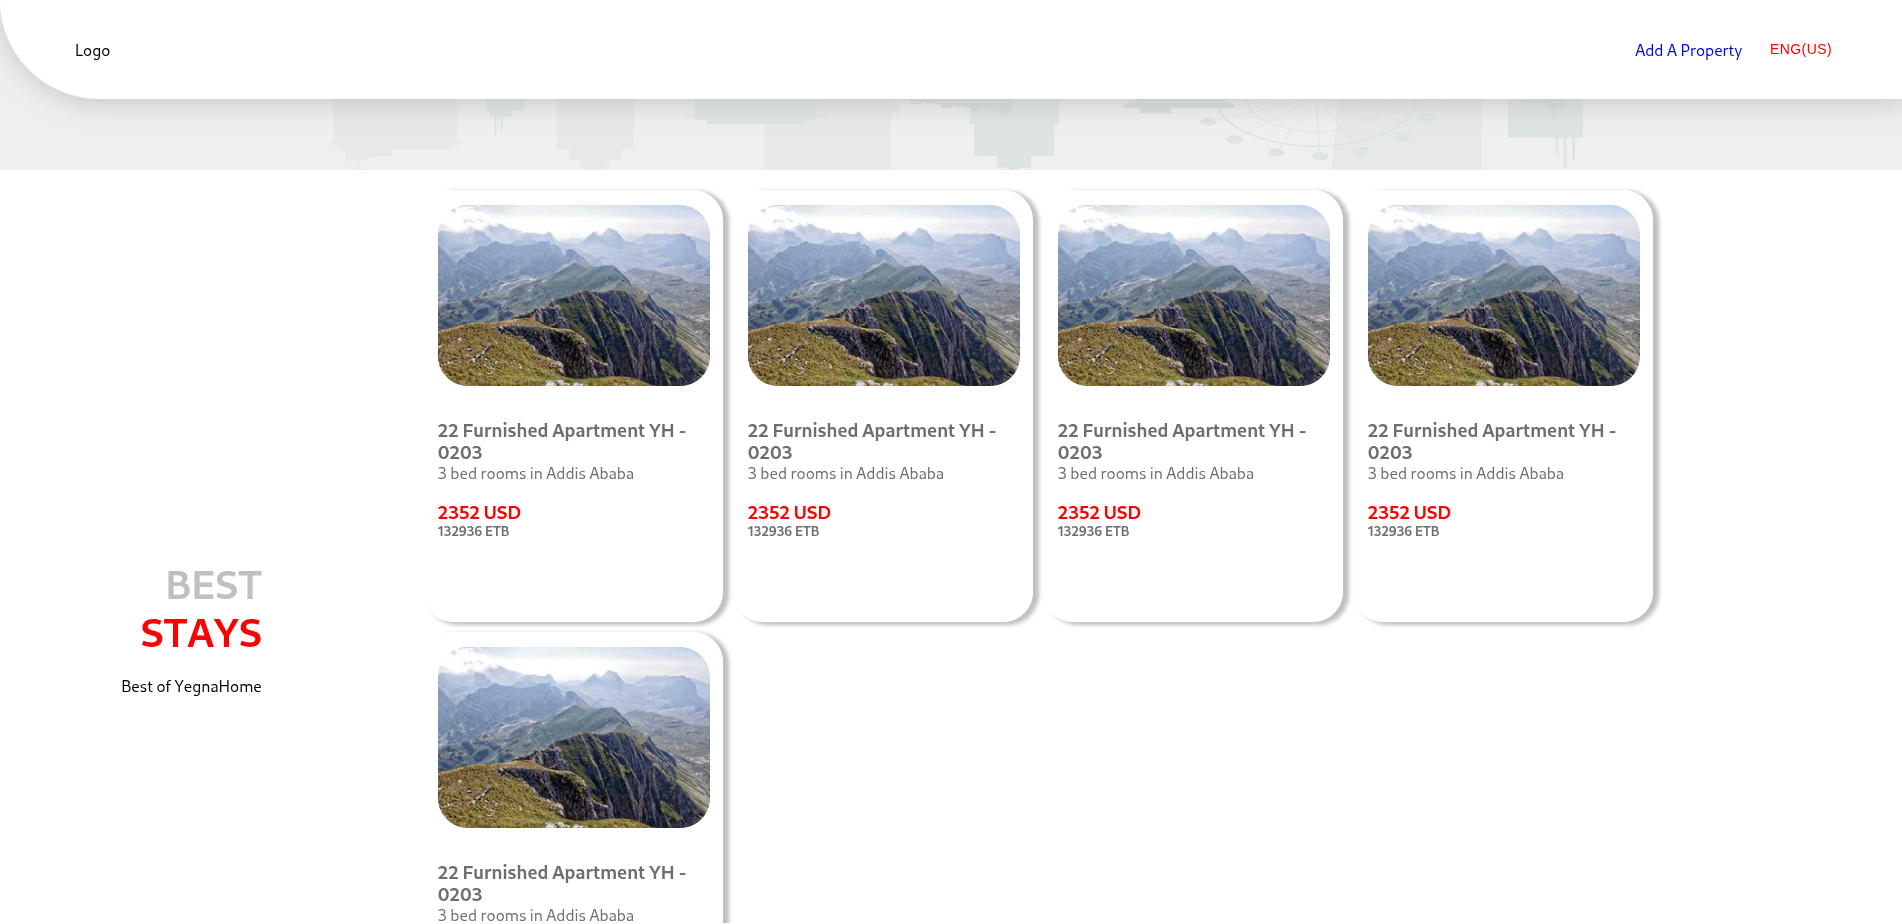 Logo
Add A Property
ENG(US)
22 Furnished Apartment YH -
0203
3 bed rooms in Addis Ababa
2352 USD
132936 ETB
22 Furnished Apartment YH -
0203
3 bed rooms in Addis Ababa
2352 USD
132936 ETB
22 Furnished Apartment YH -
0203
3 bed rooms in Addis Ababa
2352 USD
132936 ETB
22 Furnished Apartment YH -
0203
3 bed rooms in Addis Ababa
2352 USD
132936 ETB
BEST
STAYS
Best of YegnaHome
22 Furnished Apartment YH -
0203
3 bed rooms in Addis Ababa